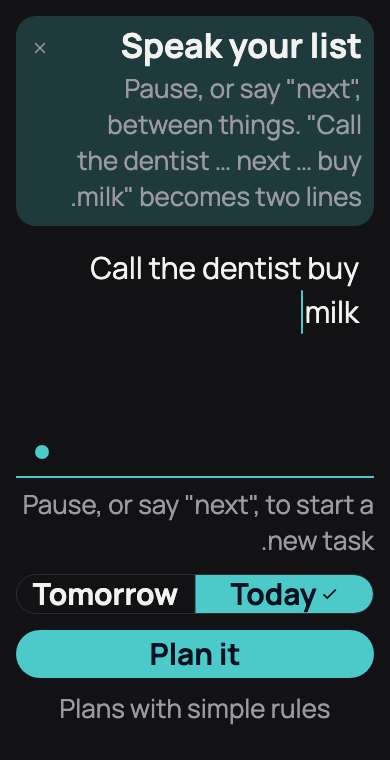 Speak your list
Pause, or say "next",
between things. "Call
the dentist … next … buy
milk" becomes two lines.
Call the dentist buy
milk
Pause, or say "next", to start a
new task.
Tomorrow
Today
Plan it
Plans with simple rules